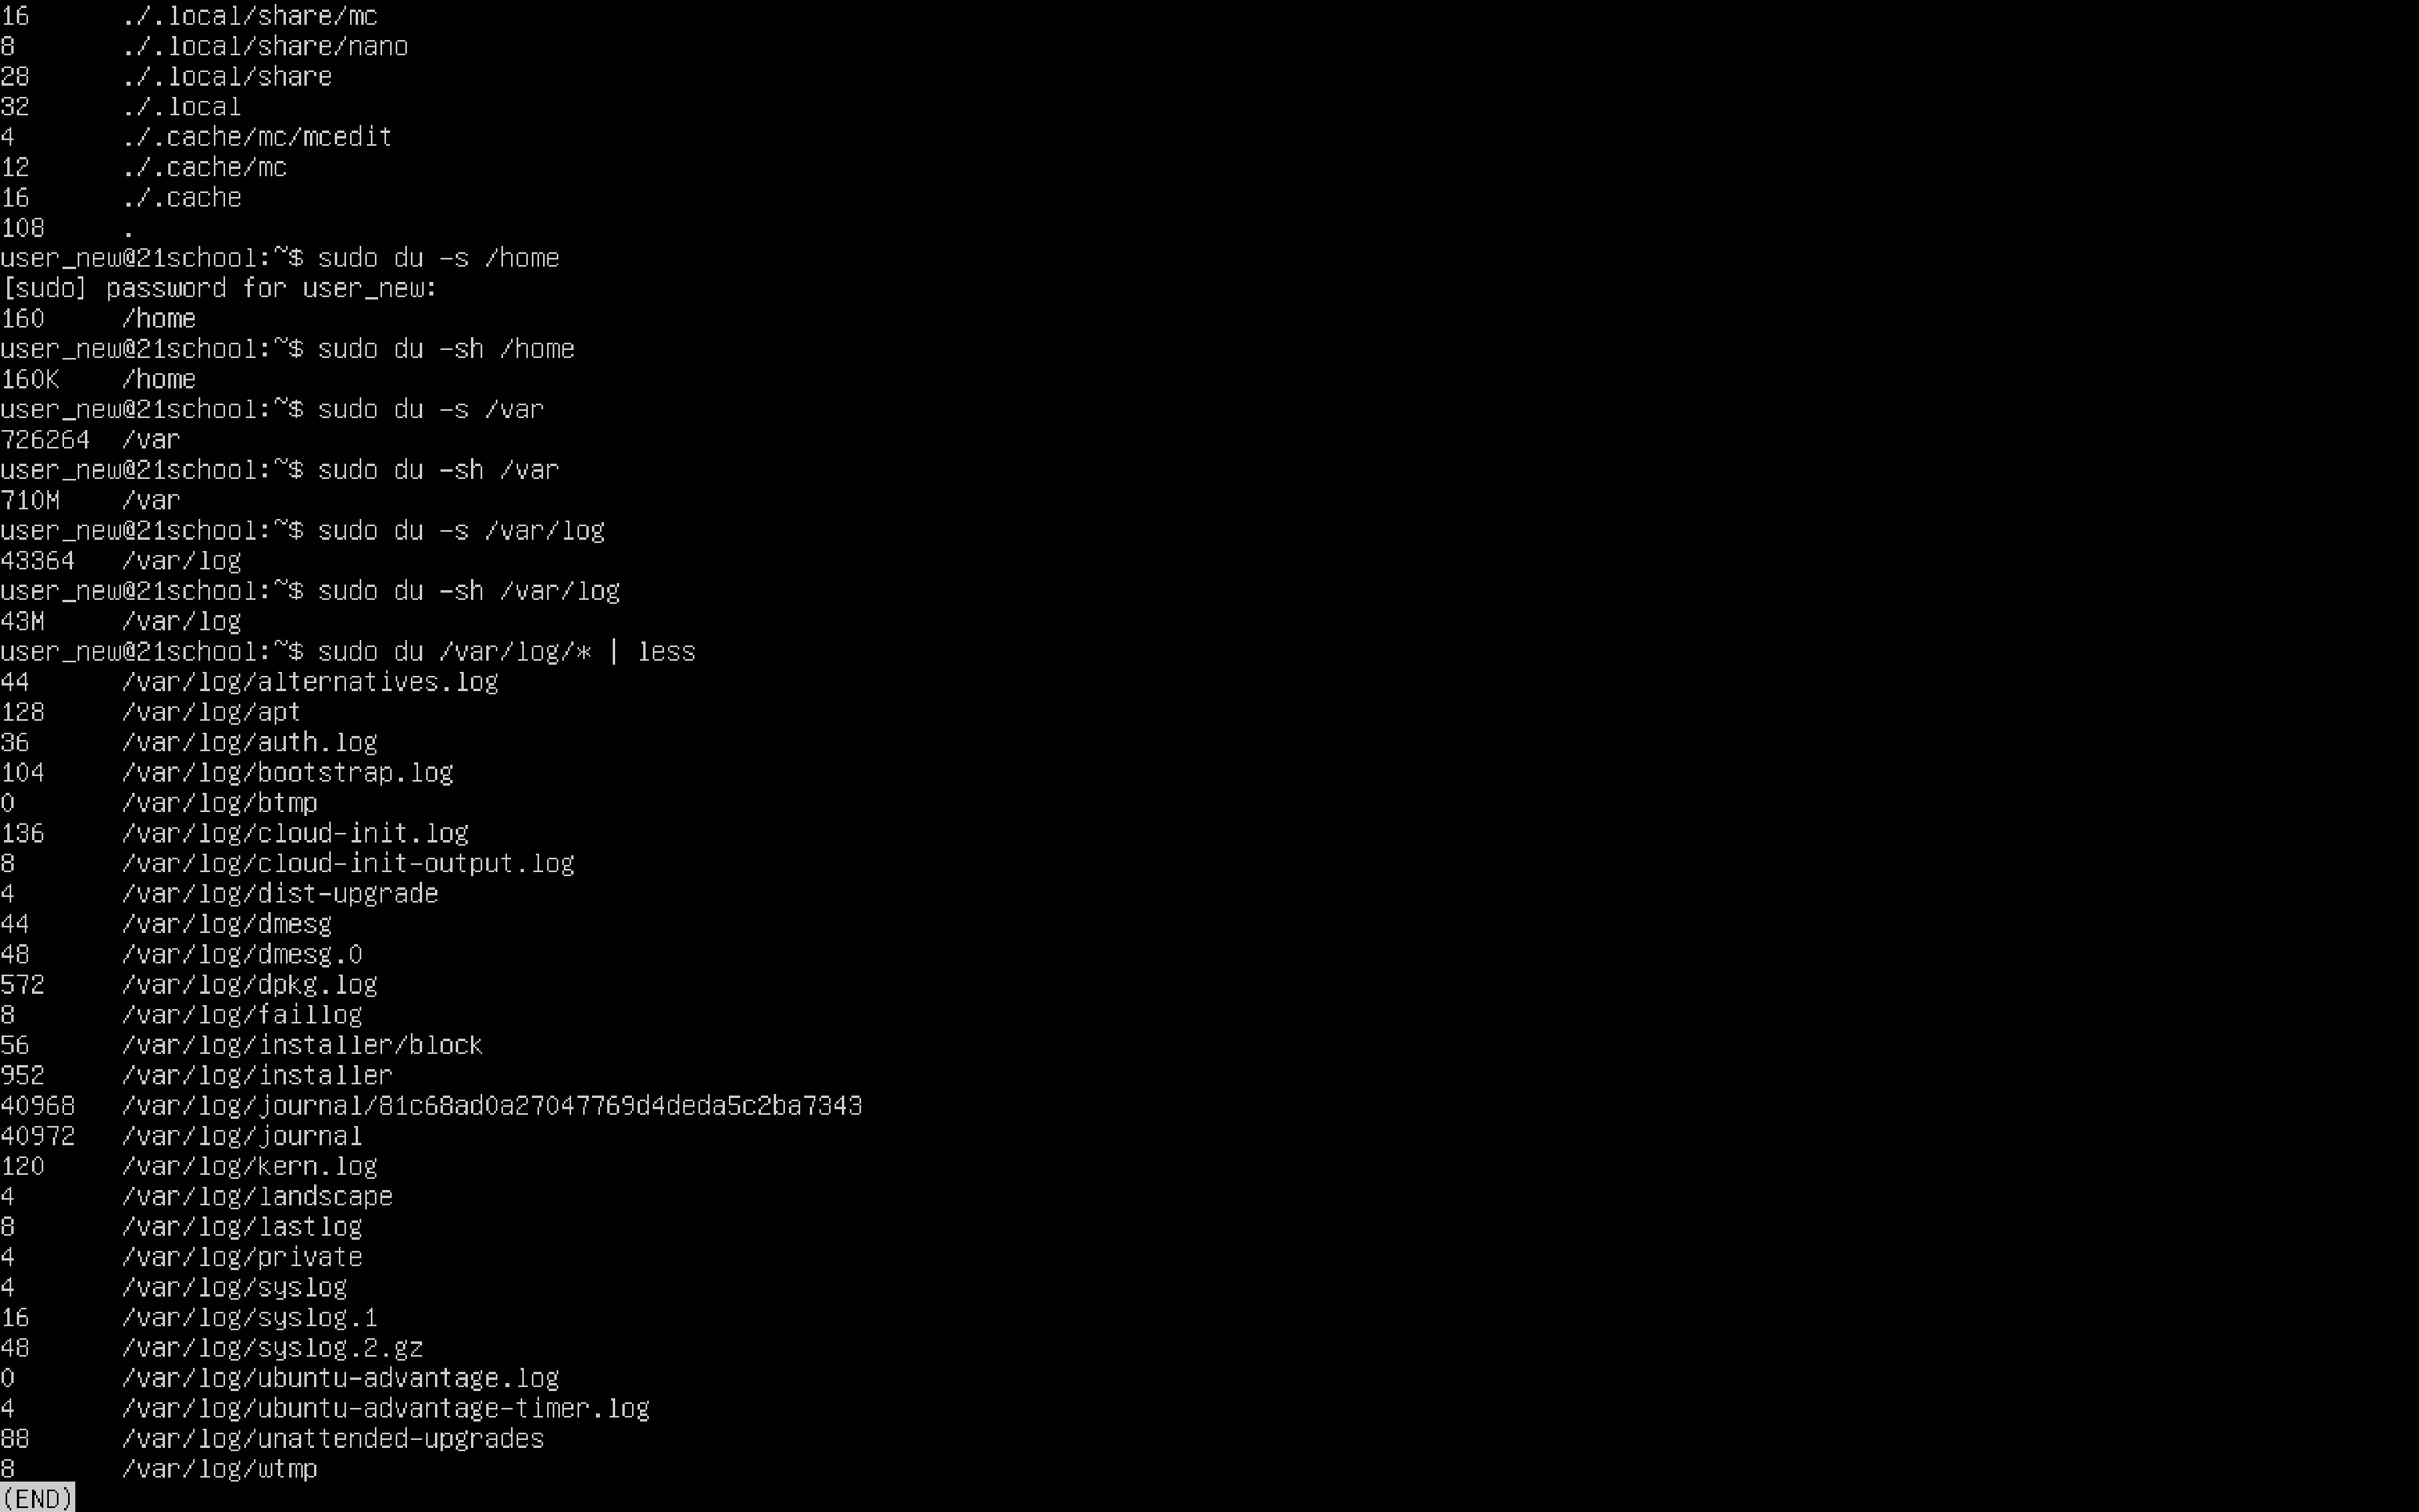 16      ./.local/share/mc
8       ./.local/share/nano
28      ./.local/share
32      ./.local
4       ./.cache/mc/mcedit
12      ./.cache/mc
16      ./.cache
108     .
user_new@21school:~$ sudo du -s /home
[sudo] password for user_new:
160     /home
user_new@21school:~$ sudo du -sh /home
160K    /home
user_new@21school:~$ sudo du -s /var
726264  /var
user_new@21school:~$ sudo du -sh /var
710M    /var
user_new@21school:~$ sudo du -s /var/log
43364   /var/log
user_new@21school:~$ sudo du -sh /var/log
43M     /var/log
user_new@21school:~$ sudo du /var/log/* | less
44      /var/log/alternatives.log
128     /var/log/apt
36      /var/log/auth.log
104     /var/log/bootstrap.log
0       /var/log/btmp
136     /var/log/cloud-init.log
8       /var/log/cloud-init-output.log
4       /var/log/dist-upgrade
44      /var/log/dmesg
48      /var/log/dmesg.0
572     /var/log/dpkg.log
8       /var/log/faillog
56      /var/log/installer/block
952     /var/log/installer
40968   /var/log/journal/81c68ad0a27047769d4deda5c2ba7343
40972   /var/log/journal
120     /var/log/kern.log
4       /var/log/landscape
8       /var/log/lastlog
4       /var/log/private
4       /var/log/syslog
16      /var/log/syslog.1
48      /var/log/syslog.2.gz
0       /var/log/ubuntu-advantage.log
4       /var/log/ubuntu-advantage-timer.log
88      /var/log/unattended-upgrades
8       /var/log/wtmp
(END)